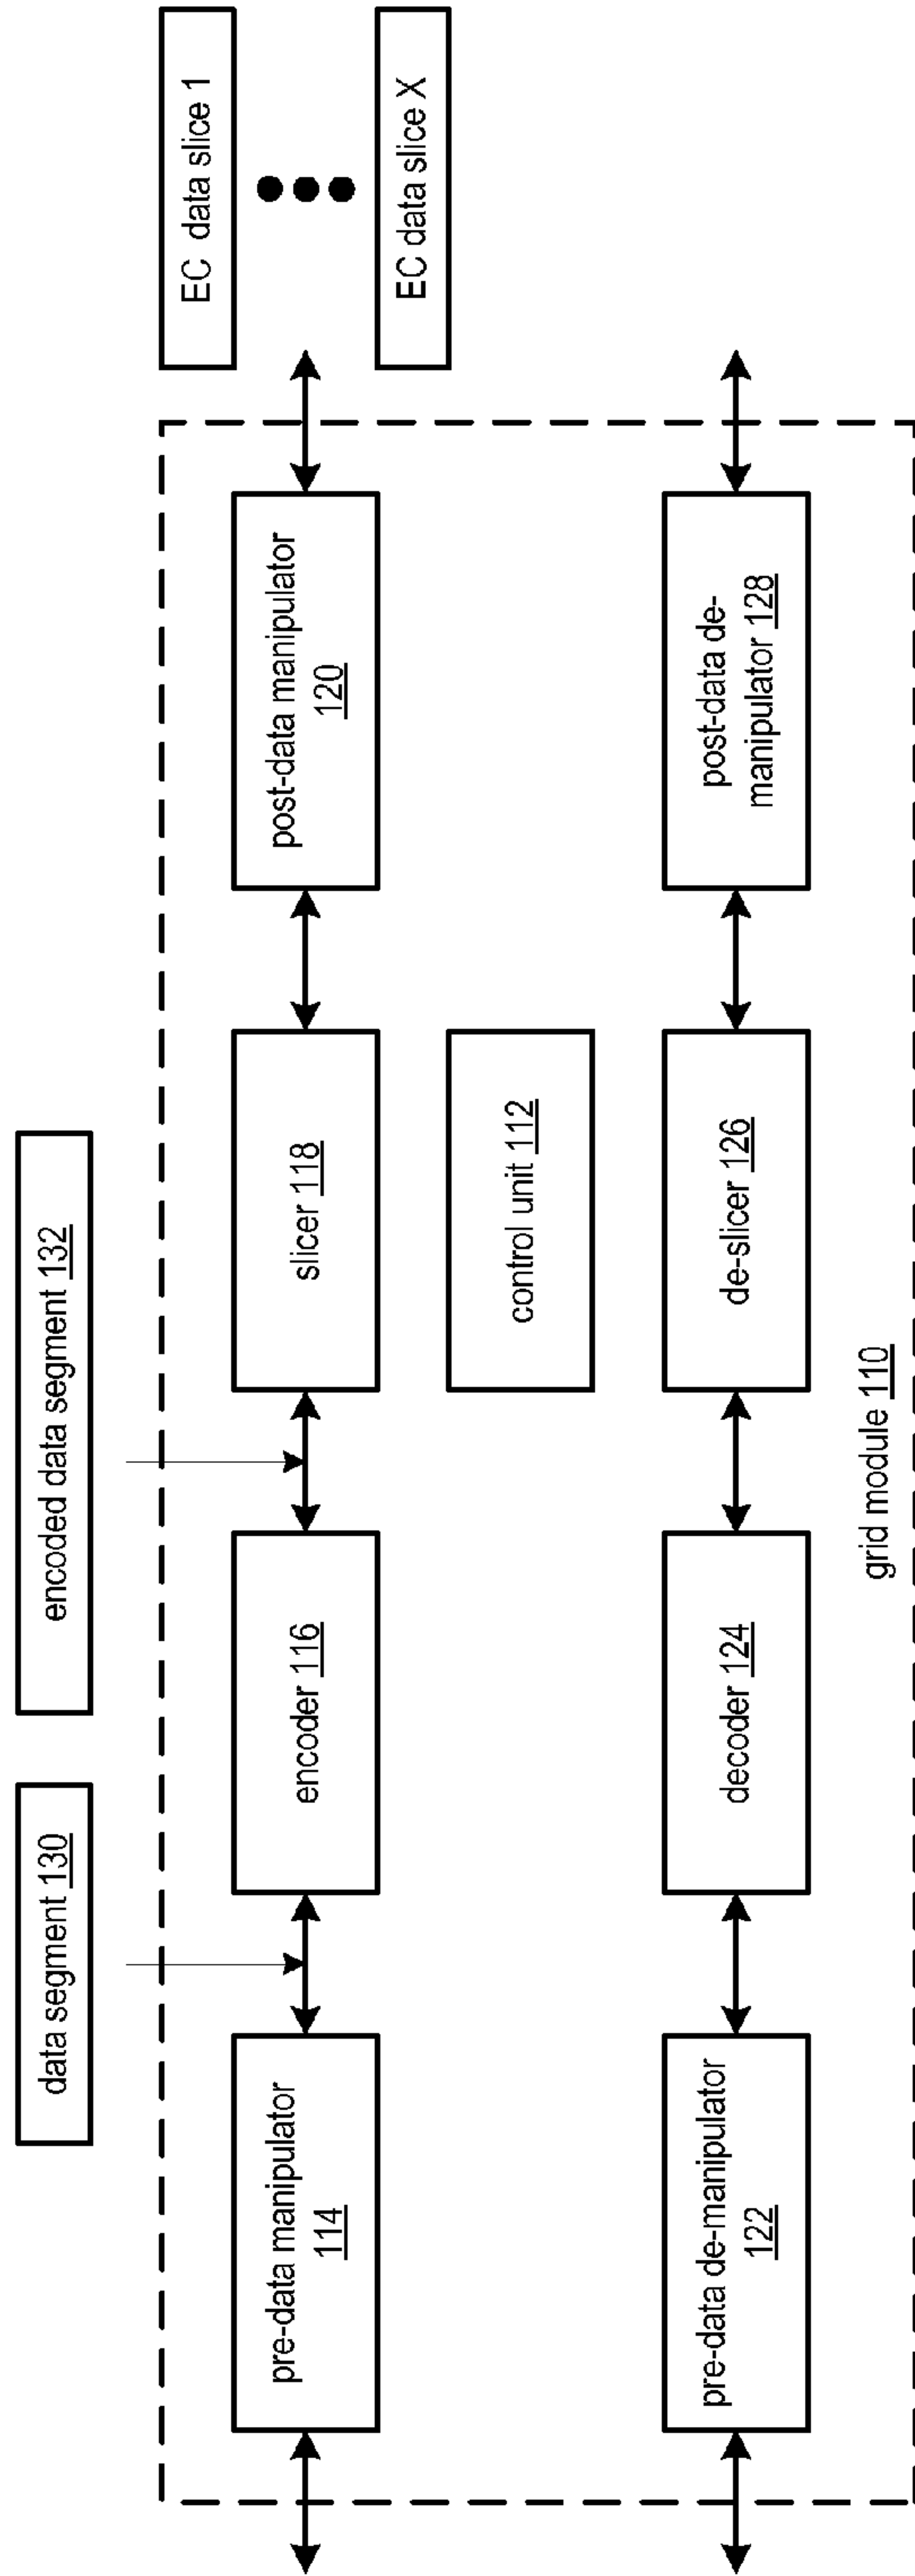 data segment 130
encoded data segment 132
EC data slice 1
EC data slice X
pre-data manipulator
114
encoder 116
slicer 118
post-data manipulator
120
control unit 112
pre-data de-manipulator
122
decoder 124
de-slicer 126
post-data de-
manipulator 128
grid module 110